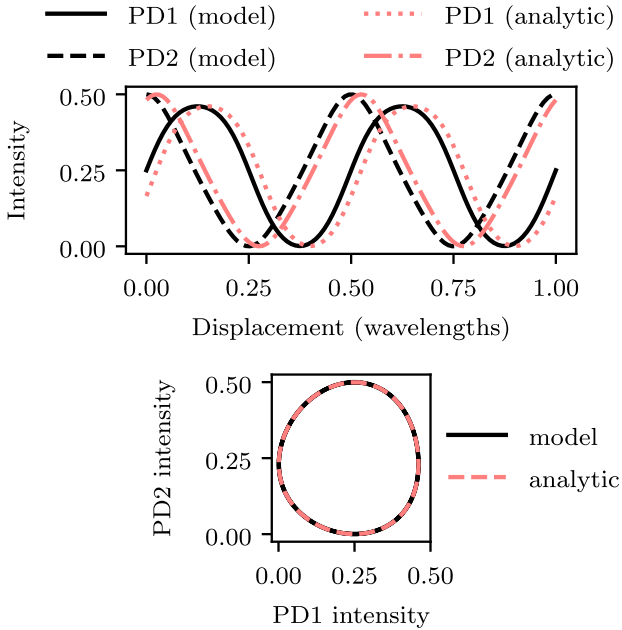 PD1 (model)
PD1 (analytic)
PD2 (model)
PD2 (analytic)
0.50
0.25
0.00
Intensity
0.00
0.25
0.50
0.75
1.00
Displacement (wavelengths)
0.50
0.25
0.00
PD2 intensity
0.00
0.25
0.50
PD1 intensity
model
analytic